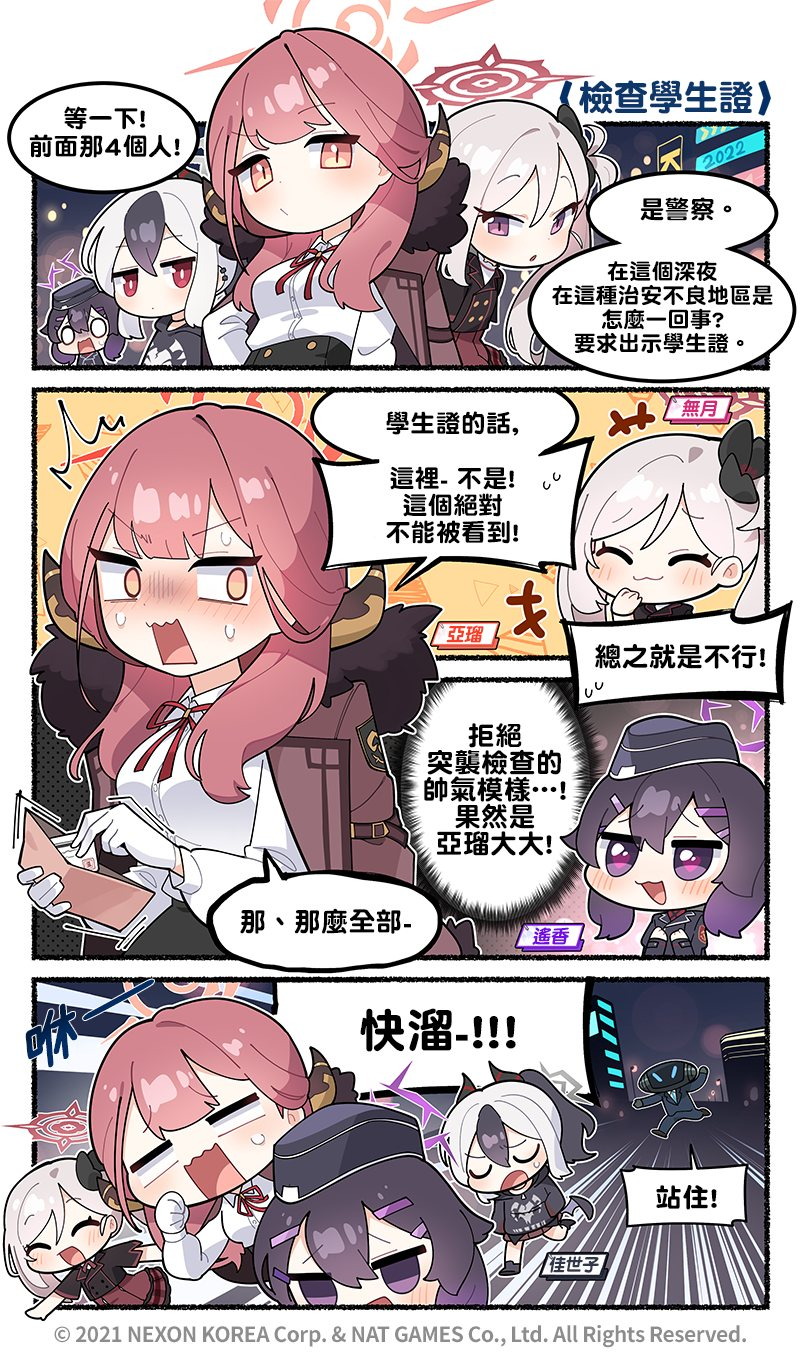 《檢查學生證》
等一下!
前面那4個人!
2022
是警察。
在這個深夜
在這種治安不良地區是
怎麼一回事?
要求出示學生證。
學生證的話,
這裡- 不是!
這個絕對
不能被看到!
無月
亞瑠
總之就是不行!
拒絕
突襲檢查的
帥氣模樣…!
果然是
亞瑠大大!
遙香
那、那麼全部-
咻—
快溜-!!!
佳世子
站住!
© 2021 NEXON KOREA Corp. & NAT GAMES Co., Ltd. All Rights Reserved.